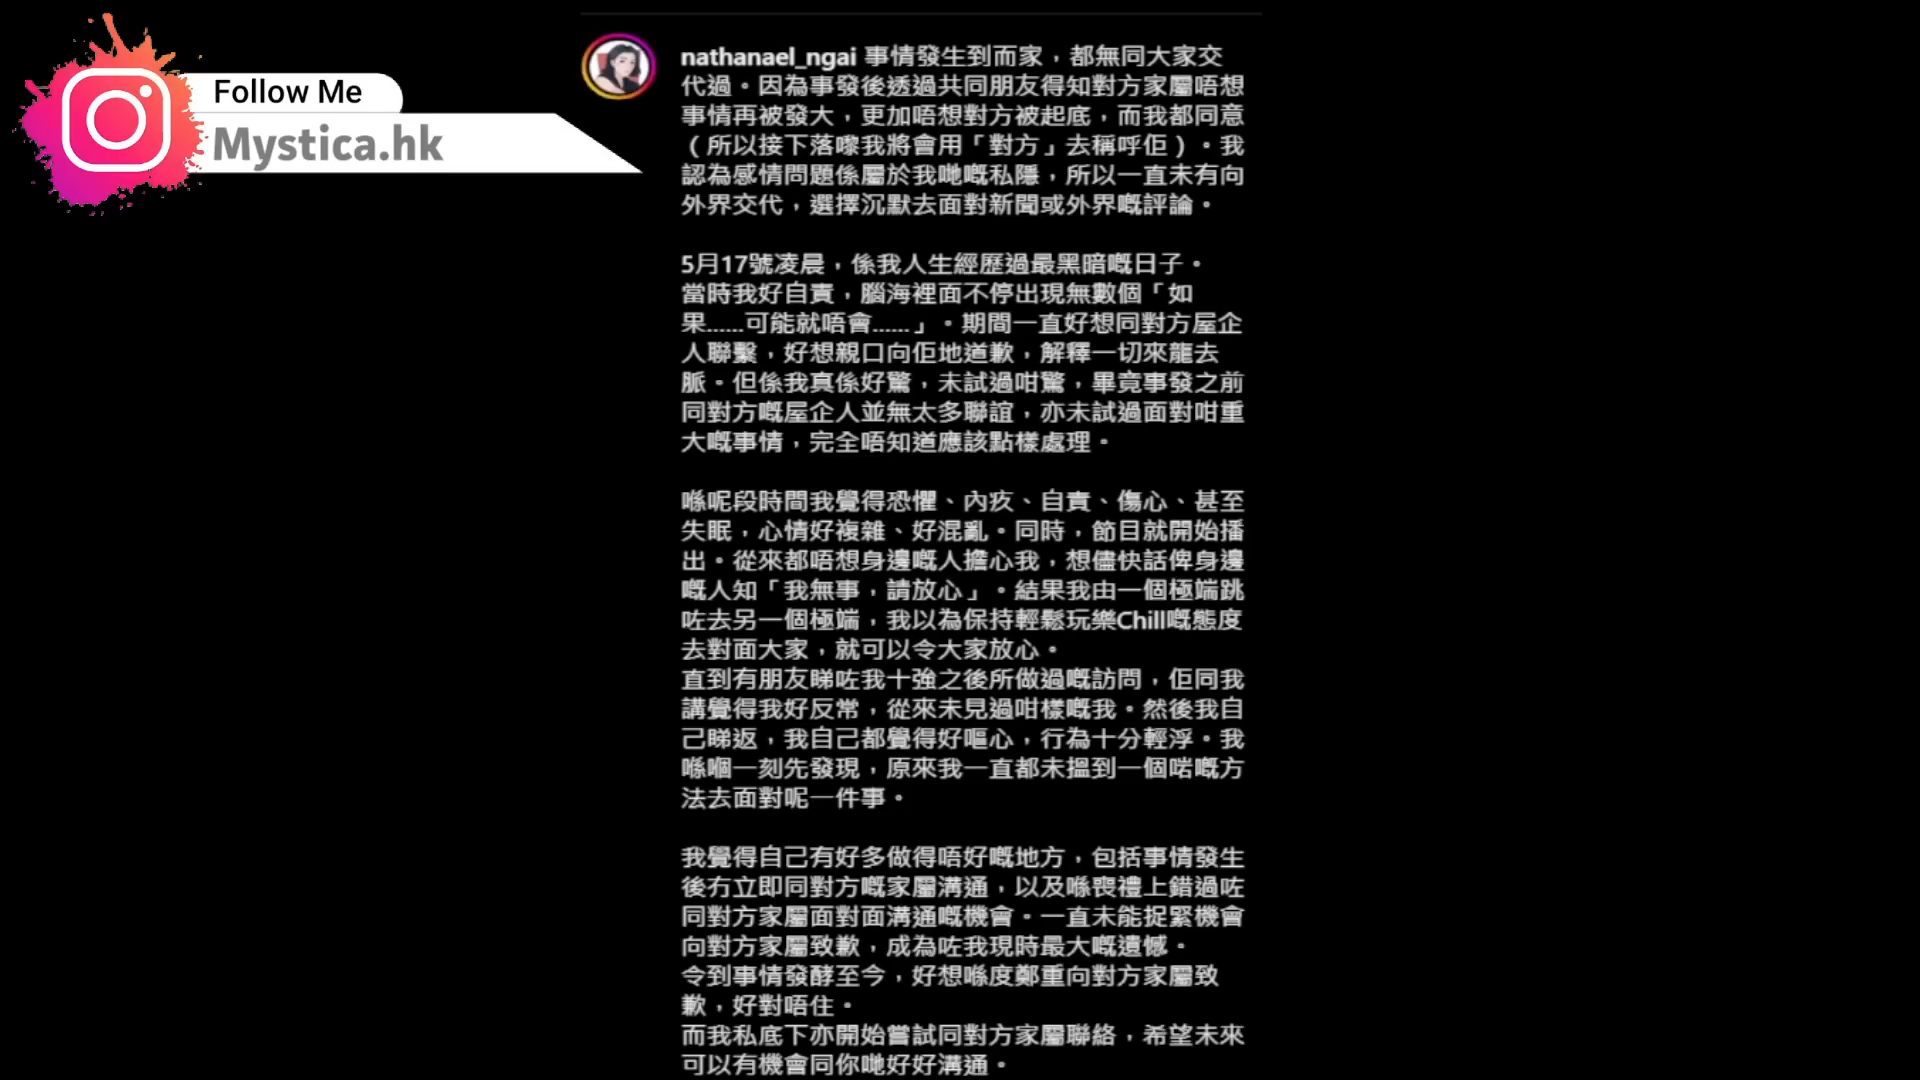 Follow Me
Mystica.hk
nathanael_ngai 事情發生到而家，都無同大家交
代過。因為事發後透過共同朋友得知對方家屬唔想
事情再被發大，更加唔想對方被起底，而我都同意
（所以接下落嚟我將會用「對方」去稱呼佢）。我
認為感情問題係屬於我哋嘅私隱，所以一直未有向
外界交代，選擇沉默去面對新聞或外界嘅評論。
5月17號凌晨，係我人生經歷過最黑暗嘅日子。
當時我好自責，腦海裡面不停出現無數個「如
果......可能就唔會......」。期間一直好想同對方屋企
人聯繫，好想親口向佢地道歉，解釋一切來龍去
脈。但係我真係好驚，未試過咁驚，畢竟事發之前
同對方嘅屋企人並無太多聯誼，亦未試過面對咁重
大嘅事情，完全唔知道應該點樣處理。
喺呢段時間我覺得恐懼、內疚、自責、傷心、甚至
失眠，心情好複雜、好混亂。同時，節目就開始播
出。從來都唔想身邊嘅人擔心我，想儘快話俾身邊
嘅人知「我無事，請放心」。結果我由一個極端跳
咗去另一個極端，我以為保持輕鬆玩樂Chill嘅態度
去對面大家，就可以令大家放心。
直到有朋友睇咗我十強之後所做過嘅訪問，佢同我
講覺得我好反常，從來未見過咁樣嘅我。然後我自
己睇返，我自己都覺得好嘔心，行為十分輕浮。我
喺嗰一刻先發現，原來我一直都未搵到一個啱嘅方
法去面對呢一件事。
我覺得自己有好多做得唔好嘅地方，包括事情發生
後冇立即同對方嘅家屬溝通，以及喺喪禮上錯過咗
同對方家屬面對面溝通嘅機會。一直未能捉緊機會
向對方家屬致歉，成為咗我現時最大嘅遺憾。
令到事情發酵至今，好想喺度鄭重向對方家屬致
歉，好對唔住。
而我私底下亦開始嘗試同對方家屬聯絡，希望未來
可以有機會同你哋好好溝通。